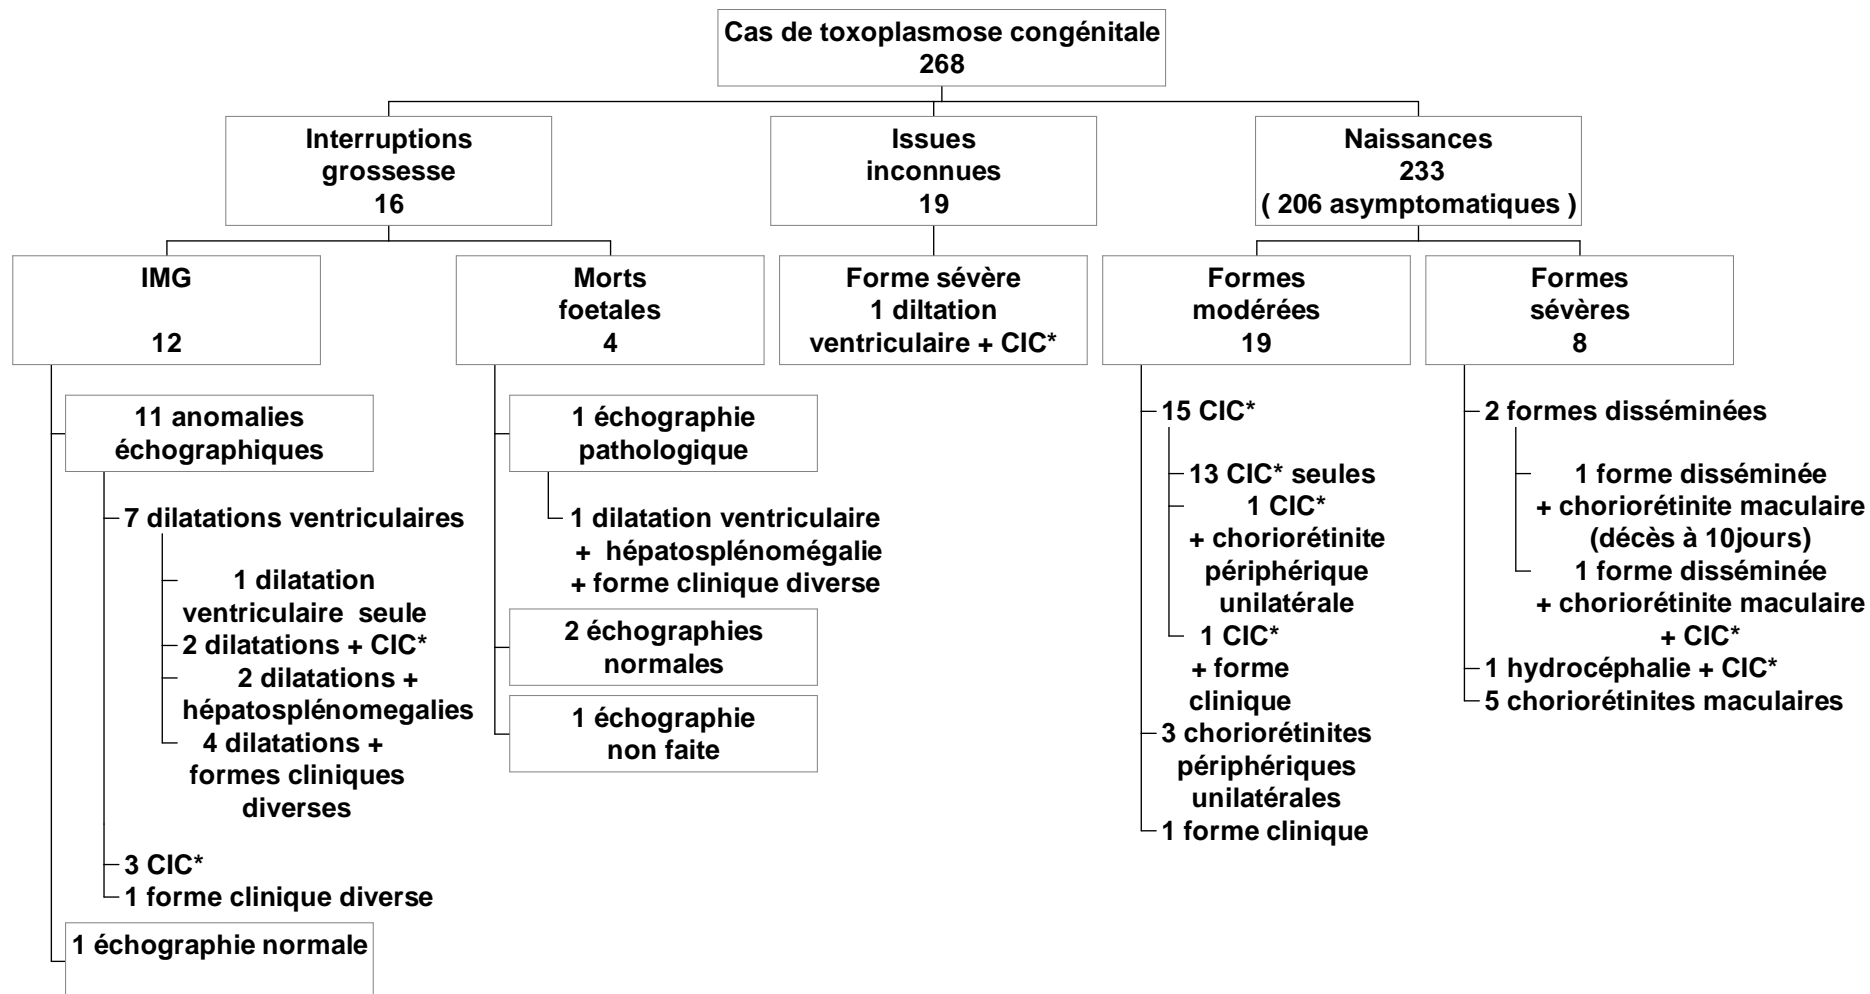 Cas de toxoplasmose congénitale
268
Interruptions
grossesse
16
Issues
inconnues
19
Naissances
233
( 206 asymptomatiques )
IMG
12
Morts
foetales
4
Forme sévère
1 diltation
ventriculaire + CIC*
Formes
modérées
19
Formes
sévères
8
11 anomalies
échographiques
7 dilatations ventriculaires
1 dilatation
ventriculaire seule
2 dilatations + CIC*
2 dilatations +
hépatosplénomegalies
4 dilatations +
formes cliniques
diverses
3 CIC*
1 forme clinique diverse
1 échographie normale
1 échographie
pathologique
1 dilatation ventriculaire
+ hépatosplénomégalie
+ forme clinique diverse
2 échographies
normales
1 échographie
non faite
15 CIC*
13 CIC* seules
1 CIC*
+ choriorétinite
périphérique
unilatérale
1 CIC*
+ forme
clinique
3 choriorétinites
périphériques
unilatérales
1 forme clinique
2 formes disséminées
1 forme disséminée
+ choriorétinite maculaire
(décès à 10jours)
1 forme disséminée
+ choriorétinite maculaire
+ CIC*
1 hydrocéphalie + CIC*
5 choriorétinites maculaires